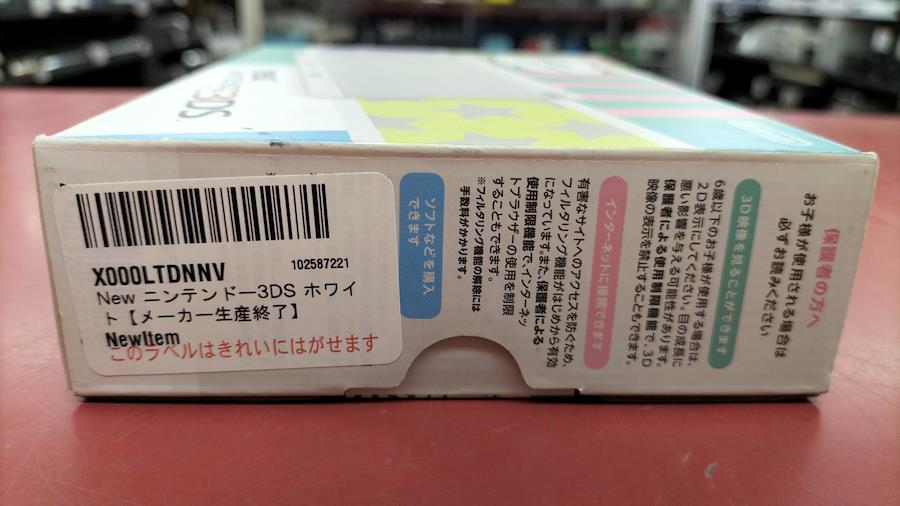 X000LTDNNV
102587221
New ニンテンドー3DS ホワイ
ト【メーカー生産終了】
NewItem
このラベルはきれいにはがせます
保護者の方へ
お子様が使用される場合は
必ずお読みください
3D映像を見ることができます
6歳以下のお子様が使用する場合は、
2D表示にしてください。目の成長に
悪い影響を与える可能性があります。
保護者による使用制限機能で、3D
映像の表示を禁止することもできます。
インターネットに接続できます
有害なサイトへのアクセスを防ぐため、
フィルタリング機能がはじめから有効
になっています。また、保護者による
使用制限機能で、インターネッ
トブラウザーの使用を制限
することもできます。
※フィルタリング機能の解除には
手数料がかかります。
ソフトなどを購入
できます
3DS